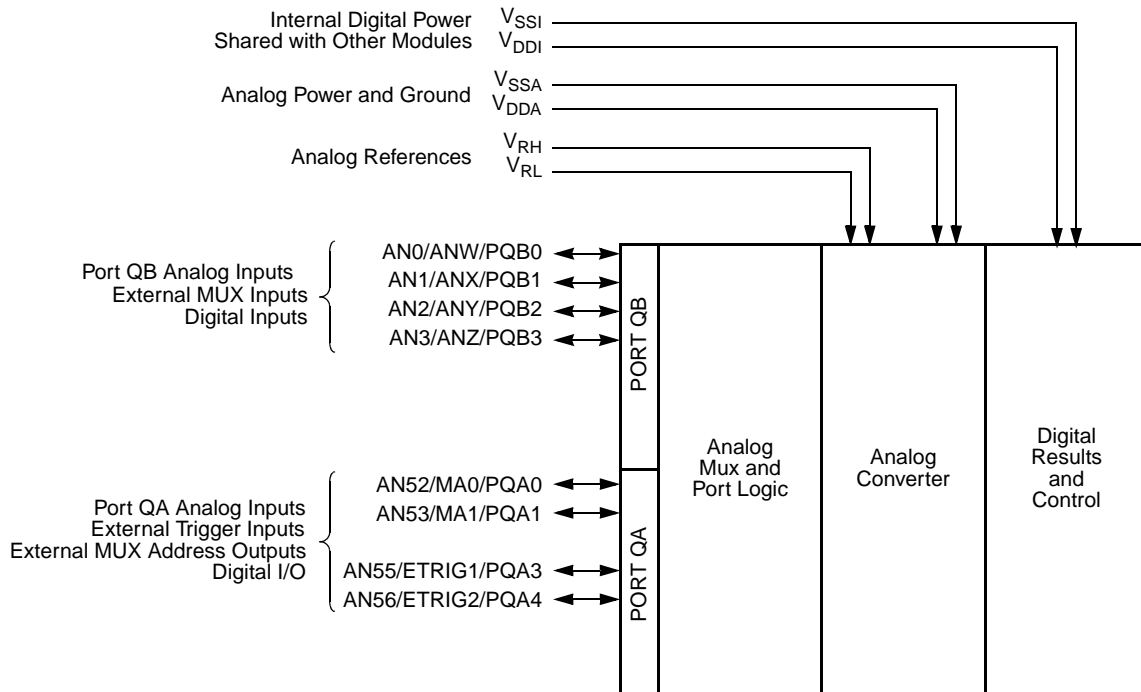 Internal Digital Power
Shared with Other Modules
VSSI
VDDI
Analog Power and Ground
VSSA
VDDA
Analog References
VRH
VRL
Port QB Analog Inputs
External MUX Inputs
Digital Inputs
AN0/ANW/PQB0
AN1/ANX/PQB1
AN2/ANY/PQB2
AN3/ANZ/PQB3
PORT QB
Port QA Analog Inputs
External Trigger Inputs
External MUX Address Outputs
Digital I/O
AN52/MA0/PQA0
AN53/MA1/PQA1
AN55/ETRIG1/PQA3
AN56/ETRIG2/PQA4
PORT QA
Analog
Mux and
Port Logic
Analog
Converter
Digital
Results
and
Control